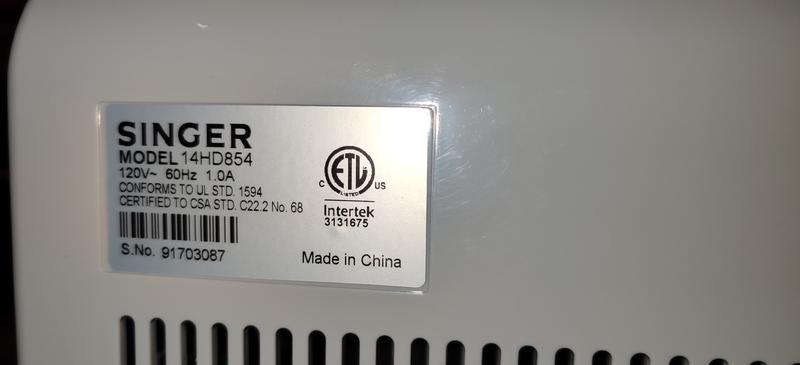 SINGER
MODEL 14HD854
120V~ 60Hz 1.0A
CONFORMS TO UL STD. 1594
CERTIFIED TO CSA STD. C22.2 No. 68
S.No. 91703087
C ETL US
LISTED
Intertek
3131675
Made in China